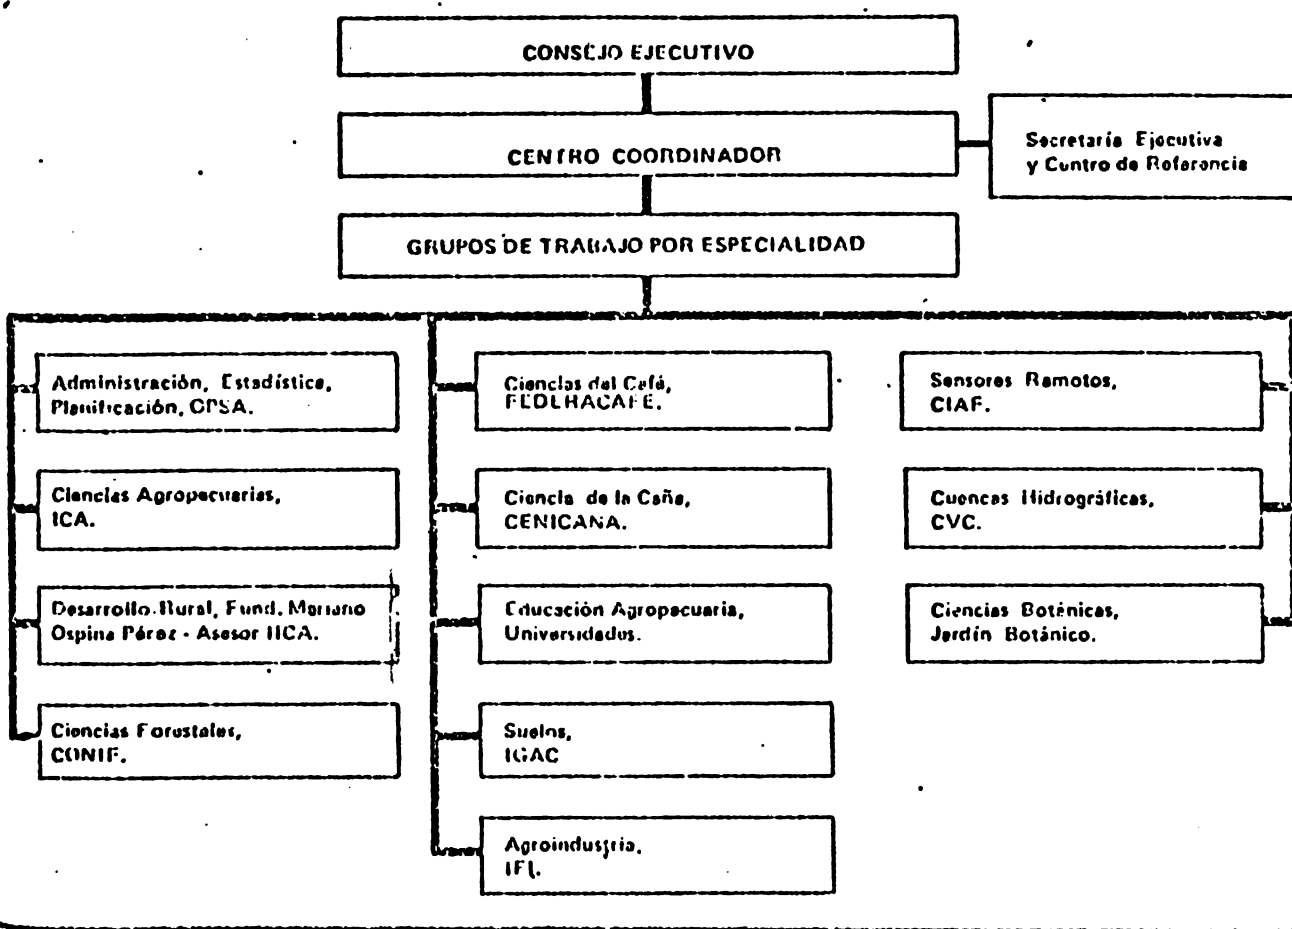 CONSEJO EJECUTIVO
CENTRO COORDINADOR
Secretaría Ejecutiva
y Centro de Referencia
GRUPOS DE TRABAJO POR ESPECIALIDAD
Administración, Estadística,
Planificación, OPSA.
Ciencias Agropecuarias,
ICA.
Desarrollo Rural, Fund. Mariano
Ospina Pérez - Asesor IICA.
Ciencias Forestales,
CONIF.
Ciencias del Café,
FEDERACAFE.
Ciencia de la Caña,
CENICANA.
Educación Agropecuaria,
Universidades.
Suelos,
IGAC
Agroindustria,
Sensores Remotos,
CIAF.
Cuencas Hidrográficas,
CVC.
Ciencias Botánicas,
Jardín Botánico.